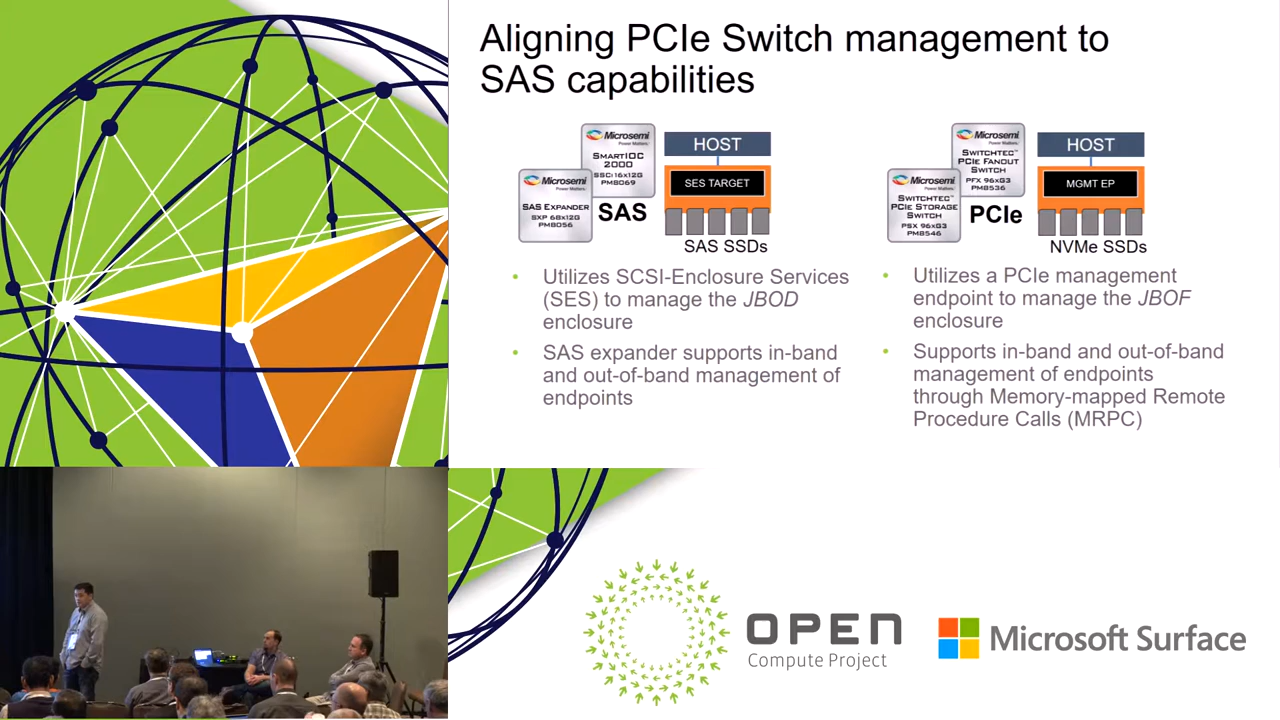 Aligning PCIe Switch management to
SAS capabilities
Microsemi
Power Matters.
SmartIOC
2000
SSC: 16x12G
PM8069
Microsemi
Power Matters.
SAS Expander
SXP 68x12G
PM8056
SAS
HOST
SES TARGET
SAS SSDs
• Utilizes SCSI-Enclosure Services
(SES) to manage the JBOD
enclosure
• SAS expander supports in-band
and out-of-band management of
endpoints
Microsemi
Power Matters.
Switchtec™
PCIe Fanout
Switch
PFX 96xG3
PM8536
Microsemi
Power Matters.
Switchtec™
PCIe Storage
Switch
PSX 96xG3
PM8546
PCIe
HOST
MGMT EP
NVMe SSDs
• Utilizes a PCIe management
endpoint to manage the JBOF
enclosure
• Supports in-band and out-of-band
management of endpoints
through Memory-mapped Remote
Procedure Calls (MRPC)
OPEN
Compute Project
Microsoft Surface